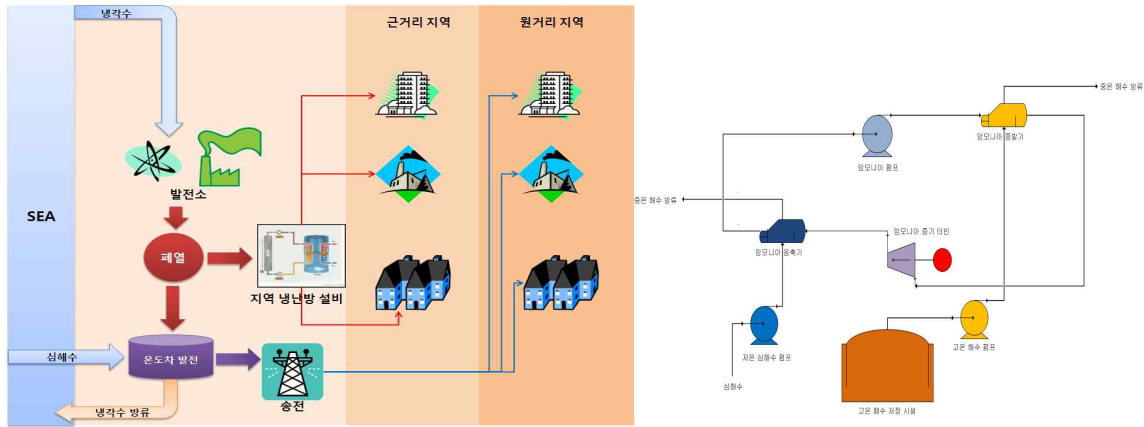 냉각수
근거리 지역
원거리 지역
발전소
SEA
폐열
지역 냉난방 설비
심해수
온도차 발전
냉각수 방류
송전
중온 해수 방류
암모니아 펌프
암모니아 증발기
중온 해수 방류
암모니아 응축기
암모니아 증기 터빈
저온 심해수 펌프
고온 해수 펌프
심해수
고온 폐수 저장 시설